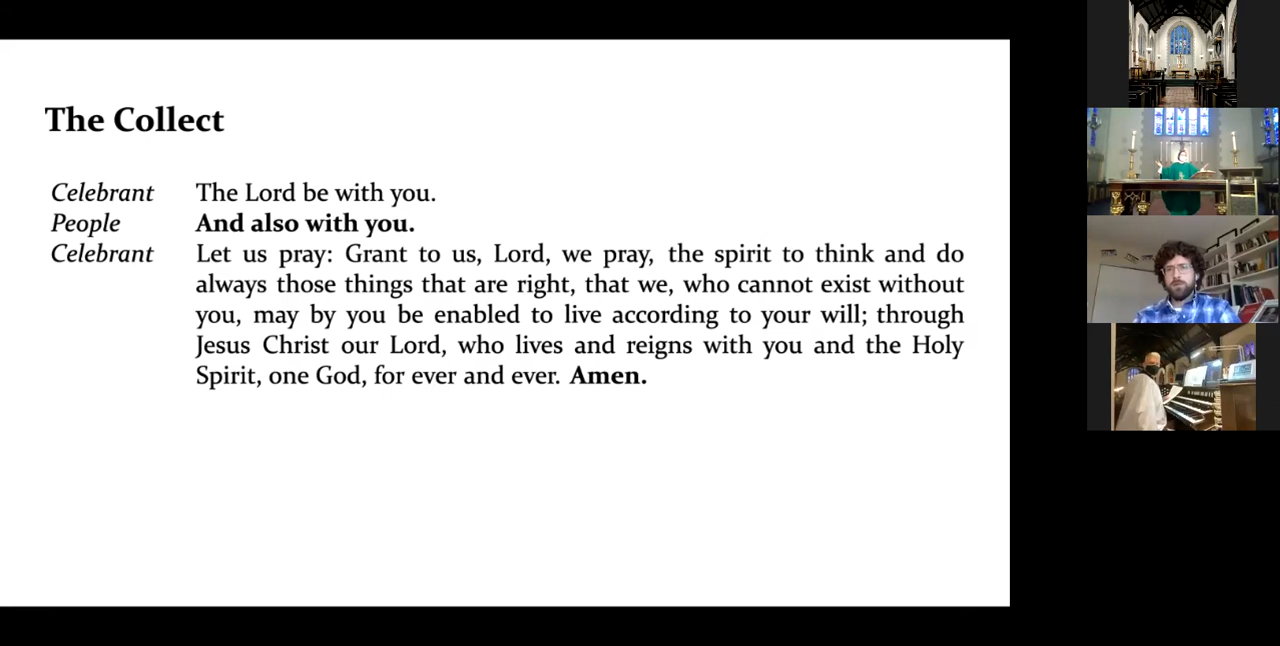 The Collect
Celebrant The Lord be with you.
People And also with you.
Celebrant Let us pray: Grant to us, Lord, we pray, the spirit to think and do
always those things that are right, that we, who cannot exist without
you, may by you be enabled to live according to your will; through
Jesus Christ our Lord, who lives and reigns with you and the Holy
Spirit, one God, for ever and ever. Amen.